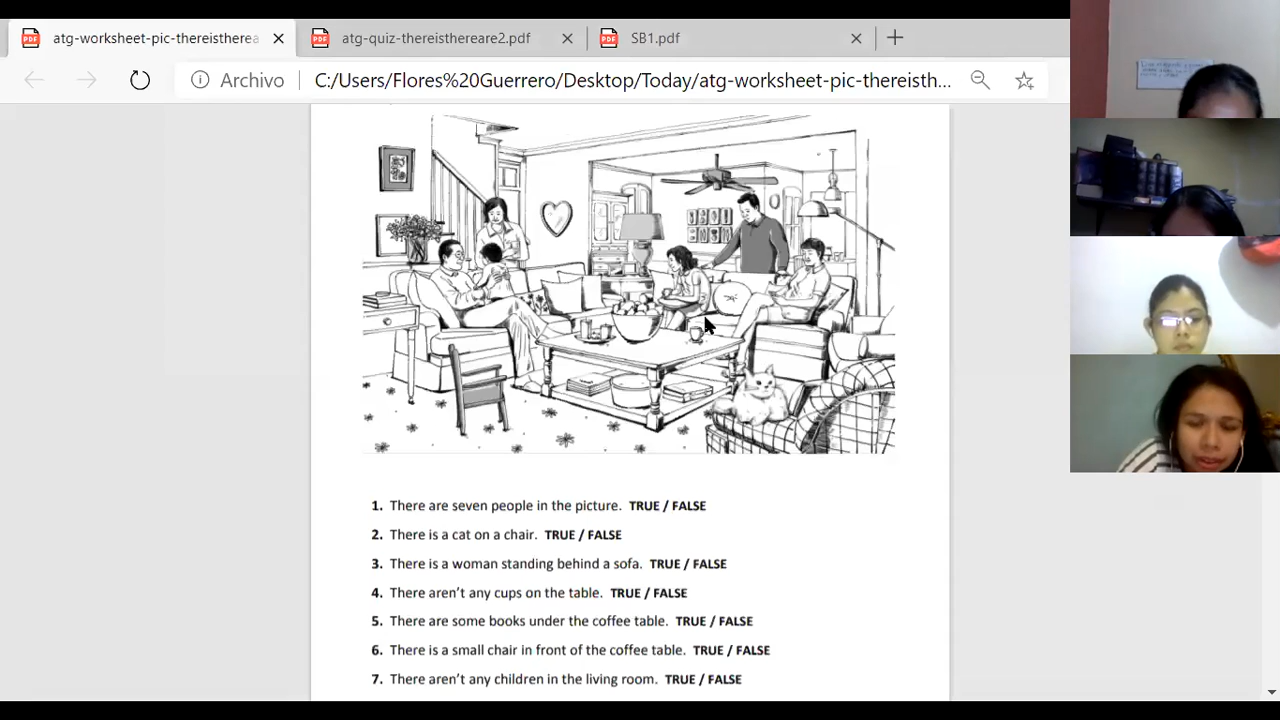 atg-worksheet-pic-thereistherea
atg-quiz-thereisthereare2.pdf
SB1.pdf
Archivo
C:/Users/Flores%20Guerrero/Desktop/Today/atg-worksheet-pic-thereisth...
1. There are seven people in the picture. TRUE / FALSE
2. There is a cat on a chair. TRUE / FALSE
3. There is a woman standing behind a sofa. TRUE / FALSE
4. There aren't any cups on the table. TRUE / FALSE
5. There are some books under the coffee table. TRUE / FALSE
6. There is a small chair in front of the coffee table. TRUE / FALSE
7. There aren't any children in the living room. TRUE / FALSE